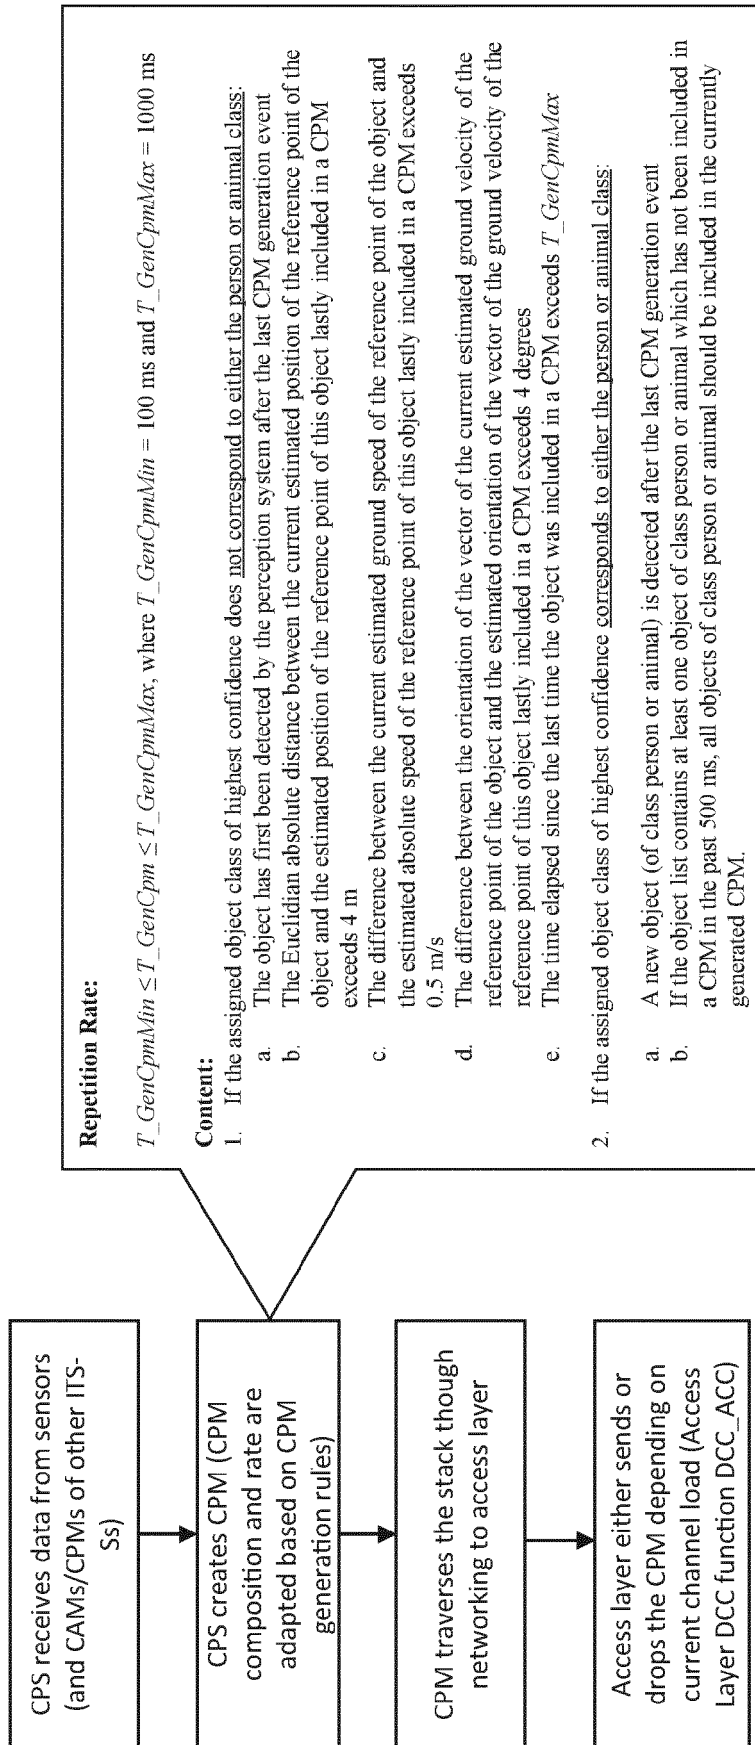 CPS receives data from sensors
(and CAMs/CPMs of other ITS-
Ss)
CPS creates CPM (CPM
composition and rate are
adapted based on CPM
generation rules)
CPM traverses the stack though
networking to access layer
Access layer either sends or
drops the CPM depending on
current channel load (Access
Layer DCC function DCC_ACC)
Repetition Rate:
T_GenCpmMin ≤ T_GenCpm ≤ T_GenCpmMax, where T_GenCpmMin = 100 ms and T_GenCpmMax = 1000 ms
Content:
1. If the assigned object class of highest confidence does not correspond to either the person or animal class:
a. The object has first been detected by the perception system after the last CPM generation event
b. The Euclidian absolute distance between the current estimated position of the reference point of the
object and the estimated position of the reference point of this object lastly included in a CPM
exceeds 4 m
c. The difference between the current estimated ground speed of the reference point of the object and
the estimated absolute speed of the reference point of this object lastly included in a CPM exceeds
0.5 m/s
d. The difference between the orientation of the vector of the current estimated ground velocity of the
reference point of the object and the estimated orientation of the vector of the ground velocity of the
reference point of this object lastly included in a CPM exceeds 4 degrees
e. The time elapsed since the last time the object was included in a CPM exceeds T_GenCpmMax
2. If the assigned object class of highest confidence corresponds to either the person or animal class:
a. A new object (of class person or animal) is detected after the last CPM generation event
b. If the object list contains at least one object of class person or animal which has not been included in
a CPM in the past 500 ms, all objects of class person or animal should be included in the currently
generated CPM.